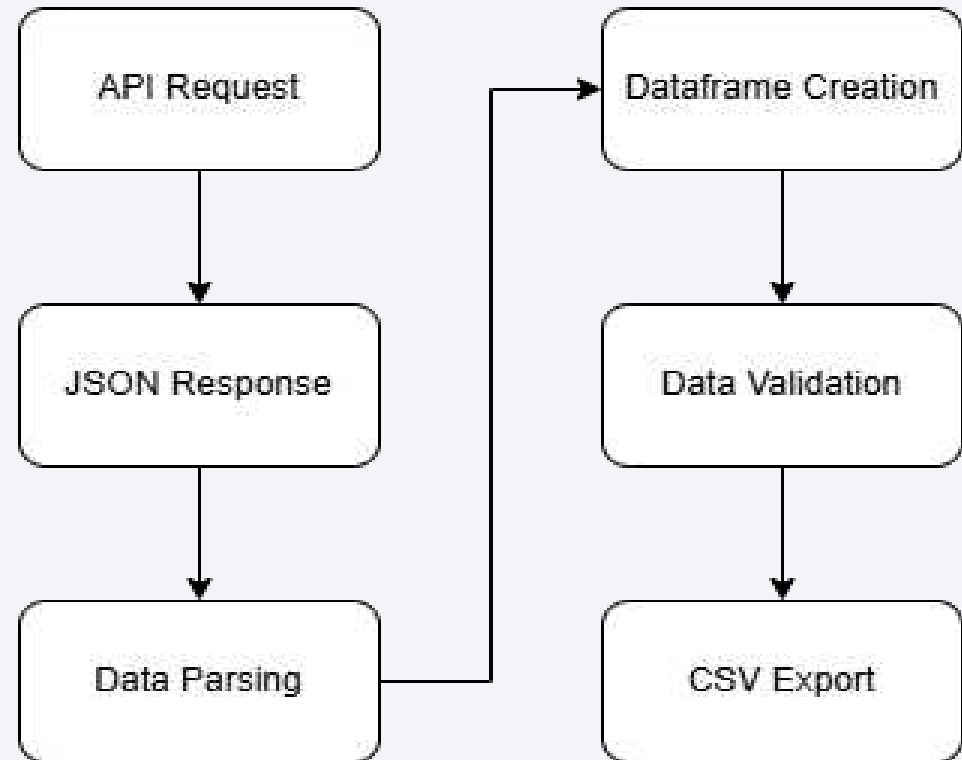 API Request
JSON Response
Data Parsing
Dataframe Creation
Data Validation
CSV Export